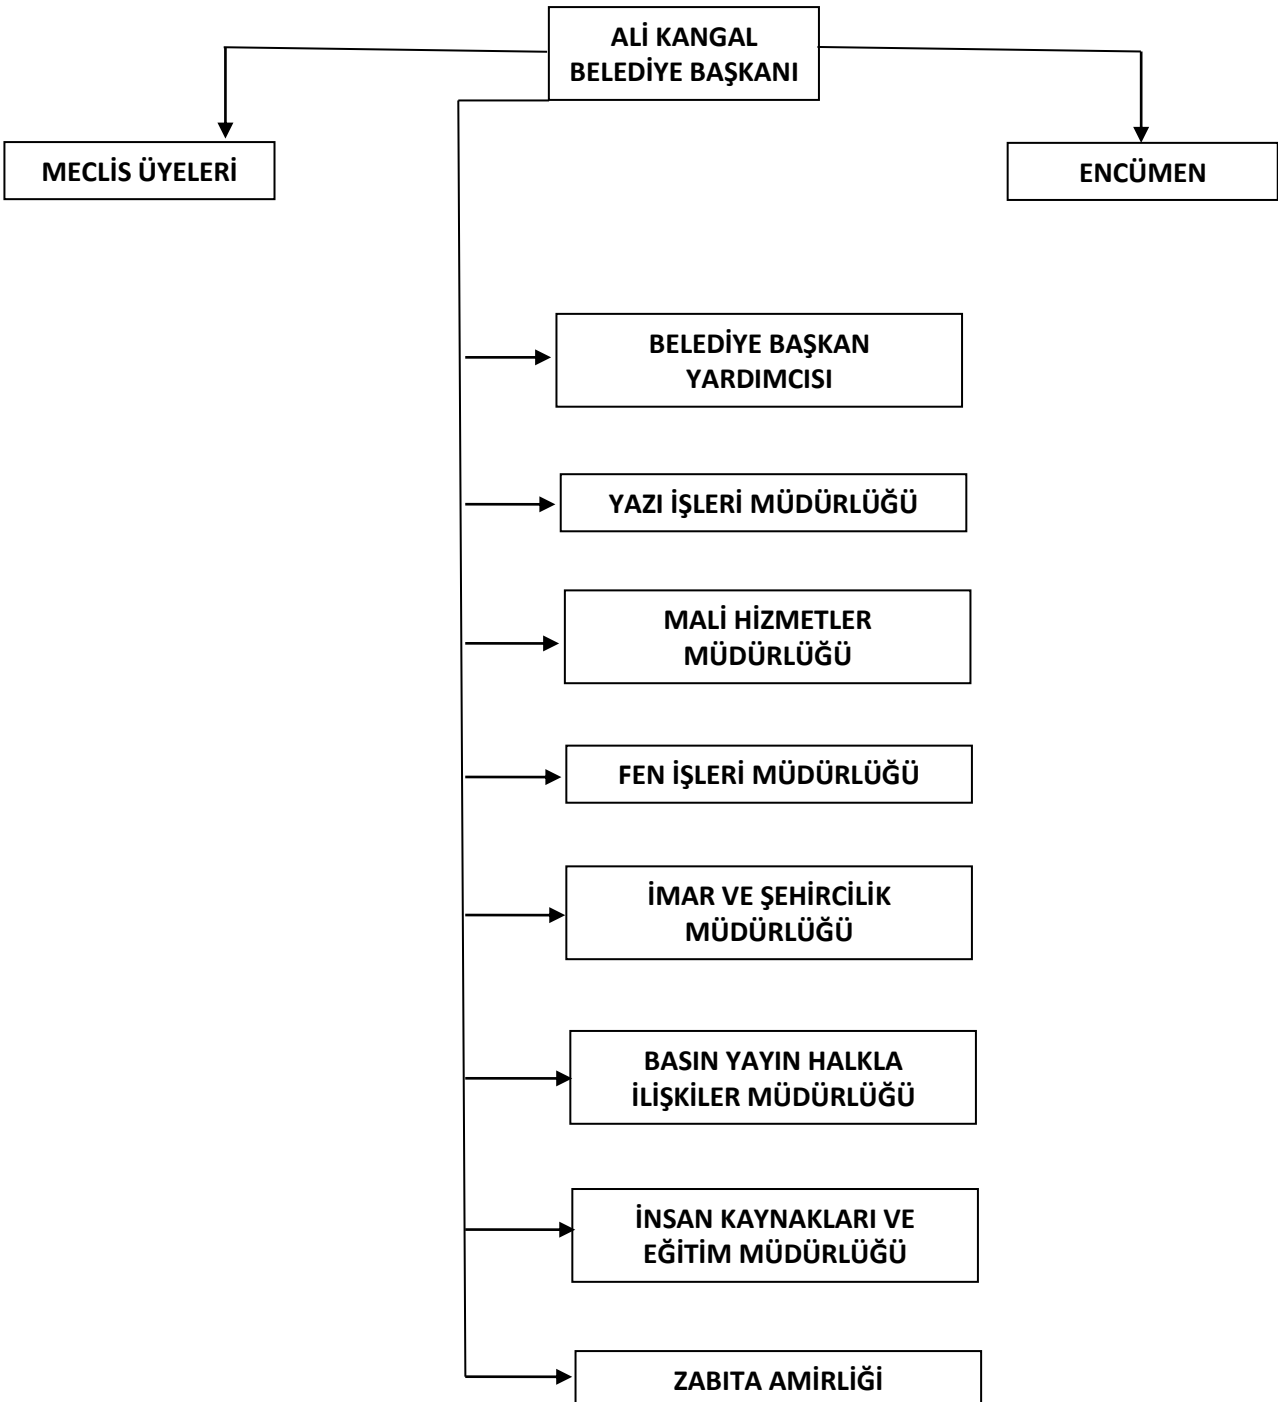 ALİ KANGAL
BELEDİYE BAŞKANI
MECLİS ÜYELERİ
ENCÜMEN
BELEDİYE BAŞKAN
YARDIMCISI
YAZI İŞLERİ MÜDÜRLÜĞÜ
MALİ HİZMETLER
MÜDÜRLÜĞÜ
FEN İŞLERİ MÜDÜRLÜĞÜ
İMAR VE ŞEHİRCİLİK
MÜDÜRLÜĞÜ
BASIN YAYIN HALKLA
İLİŞKİLER MÜDÜRLÜĞÜ
İNSAN KAYNAKLARI VE
EĞİTİM MÜDÜRLÜĞÜ
ZABITA AMİRLİĞİ